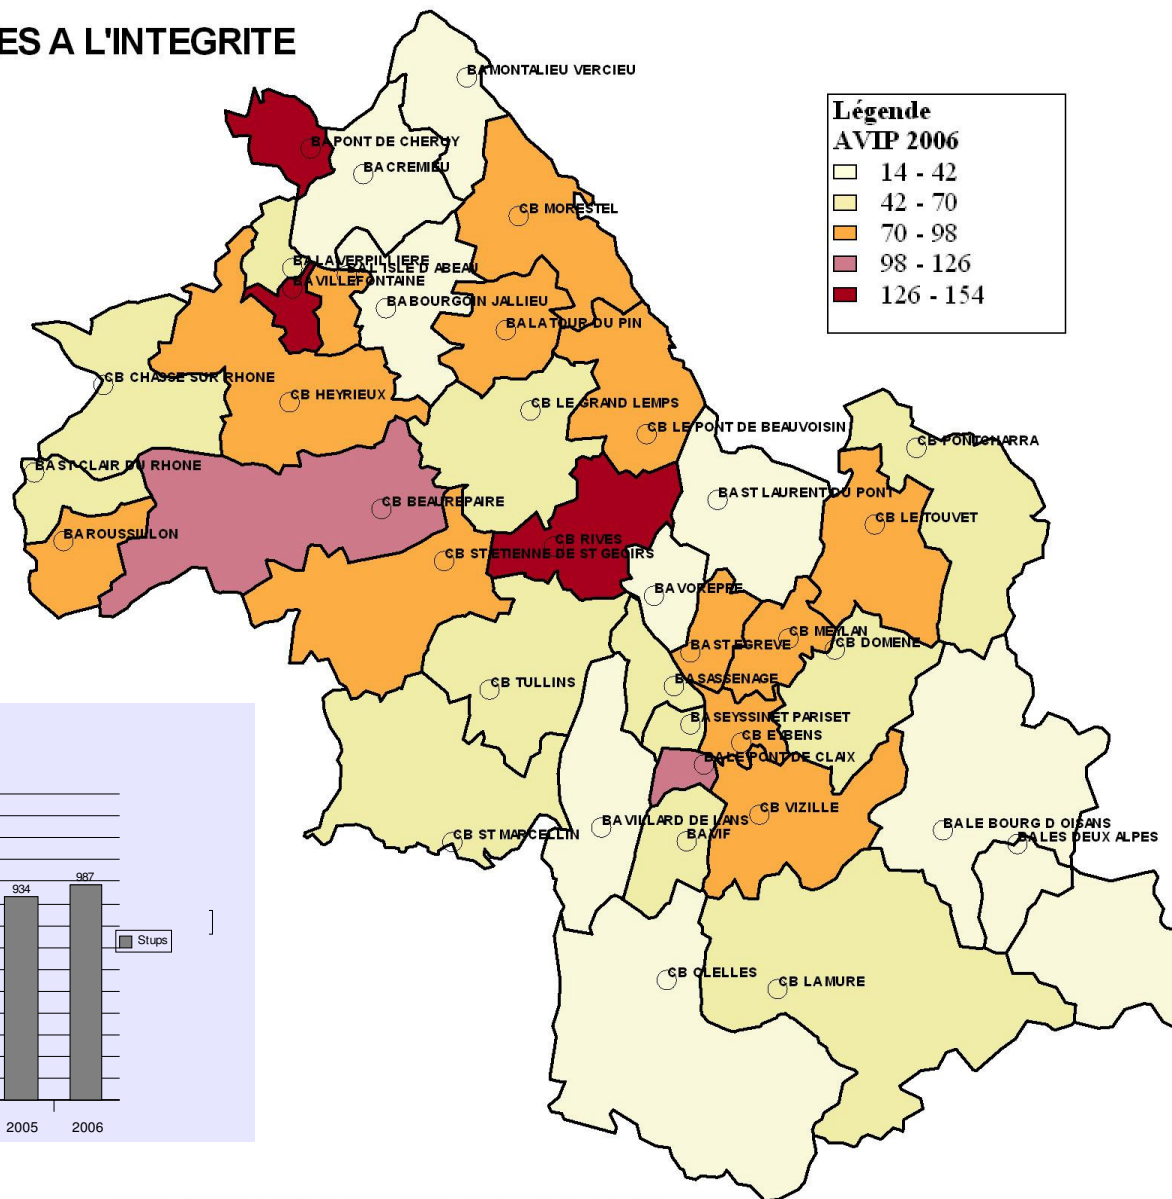 ES A L'INTEGRITE
BA MONTALIEU VERCIEU
Légende
AVIP 2006
14 - 42
42 - 70
70 - 98
98 - 126
126 - 154
BA PONT DE CHERUY
BA CREMIEU
CB MORESTEL
BA LA VERPILLIERE
BA L'ISLE D ABEAU
BA VILLEFONTAINE
BA BOURGOIN JALLIEU
BA LA TOUR DU PIN
CB CHASSE SUR RHONE
CB HEYRIEUX
CB LE GRAND LEMPS
CB LE PONT DE BEAUVOISIN
CB PONTCHARRA
BA ST CLAIR DU RHONE
BA ST LAURENT DU PONT
CB BEAUREPAIRE
CB LE TOUVET
BA ROUSSILLON
CB RIVES
CB ST ETIENNE DE ST GEOIRS
BA VOREPPE
CB MEYLAN
BA ST EGREVE
CB DOMENE
CB TULLINS
BA SASSENAGE
BA SEYSSINET PARISET
CB EYBENS
BA LE PONT DE CLAIX
CB VIZILLE
BA VILLARD DE LANS
BA LE BOURG D OISANS
CB ST MARCELLIN
BA VIF
BA LES DEUX ALPES
987
934
Stups
CB CLELLES
CB LA MURE
2005
2006